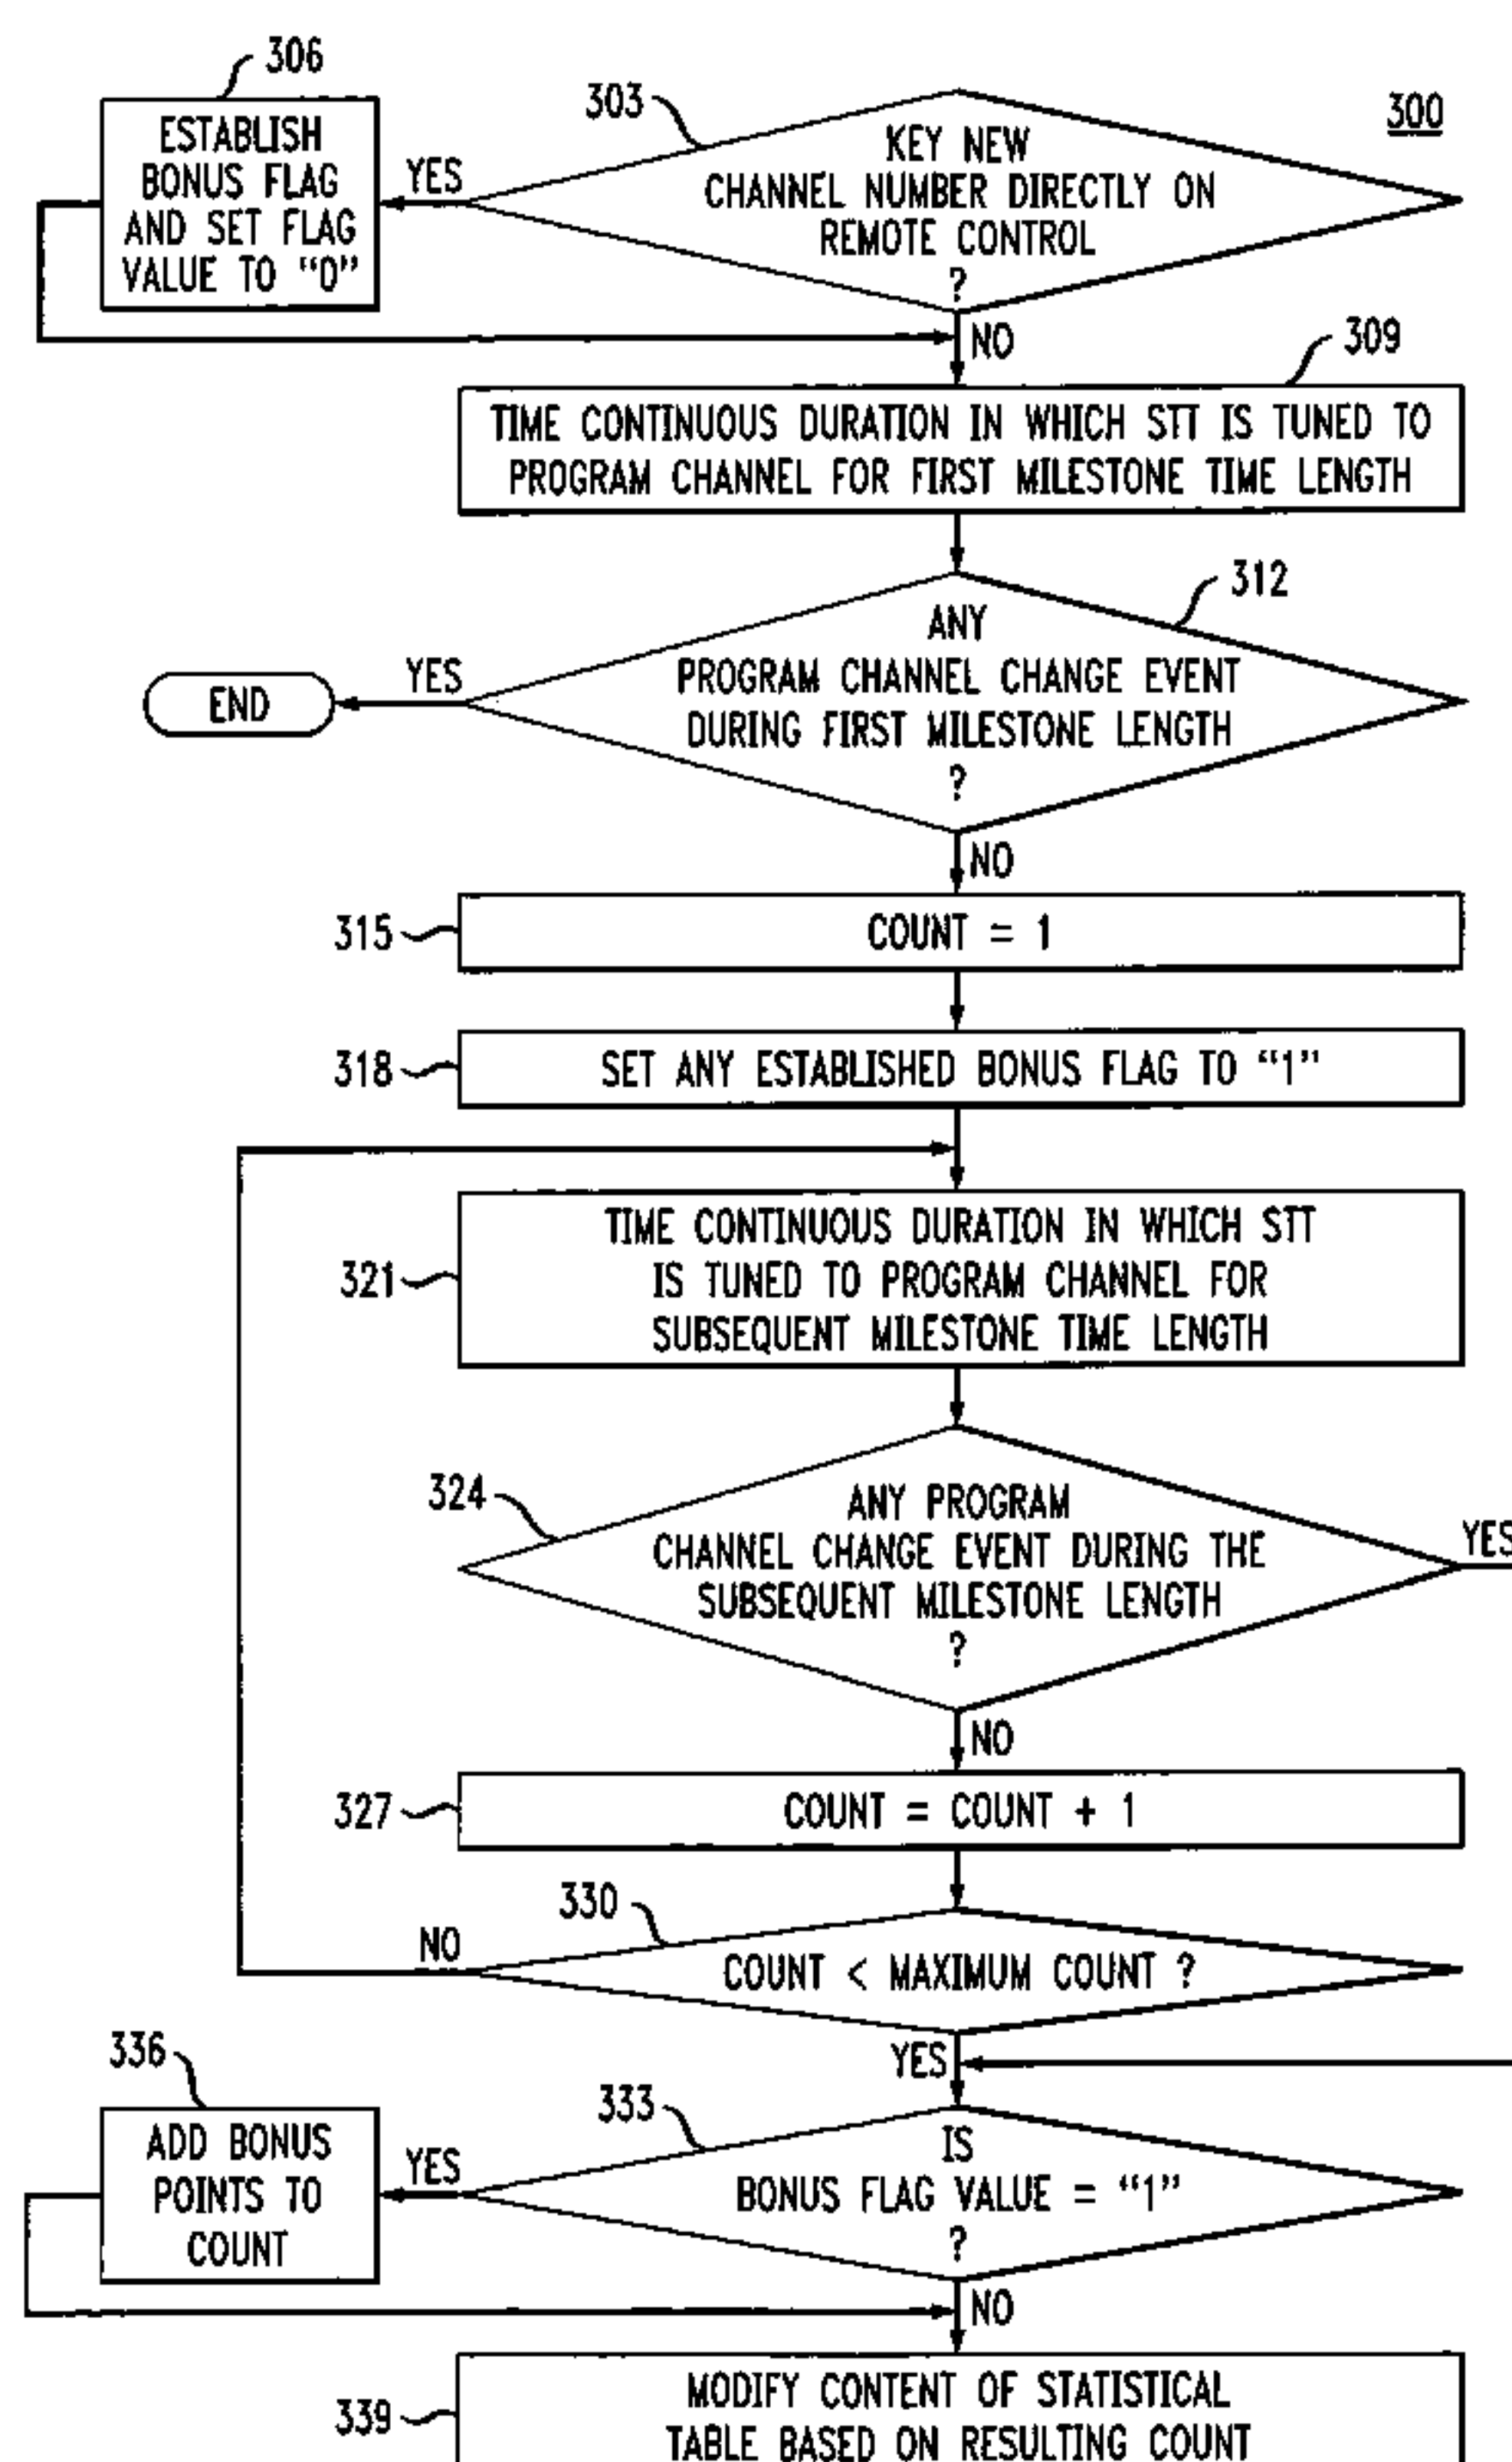 300
306
ESTABLISH
BONUS FLAG
AND SET FLAG
VALUE TO “0”
YES
303
KEY NEW
CHANNEL NUMBER DIRECTLY ON
REMOTE CONTROL
?
NO
309
TIME CONTINUOUS DURATION IN WHICH STT IS TUNED TO
PROGRAM CHANNEL FOR FIRST MILESTONE TIME LENGTH
312
ANY
PROGRAM CHANNEL CHANGE EVENT
DURING FIRST MILESTONE LENGTH
?
YES
END
NO
315
COUNT = 1
318
SET ANY ESTABLISHED BONUS FLAG TO “1”
321
TIME CONTINUOUS DURATION IN WHICH STT
IS TUNED TO PROGRAM CHANNEL FOR
SUBSEQUENT MILESTONE TIME LENGTH
324
ANY PROGRAM
CHANNEL CHANGE EVENT DURING THE
SUBSEQUENT MILESTONE LENGTH
?
YES
NO
327
COUNT = COUNT + 1
330
COUNT < MAXIMUM COUNT ?
NO
YES
333
IS
BONUS FLAG VALUE = “1”
?
YES
336
ADD BONUS
POINTS TO
COUNT
NO
339
MODIFY CONTENT OF STATISTICAL
TABLE BASED ON RESULTING COUNT